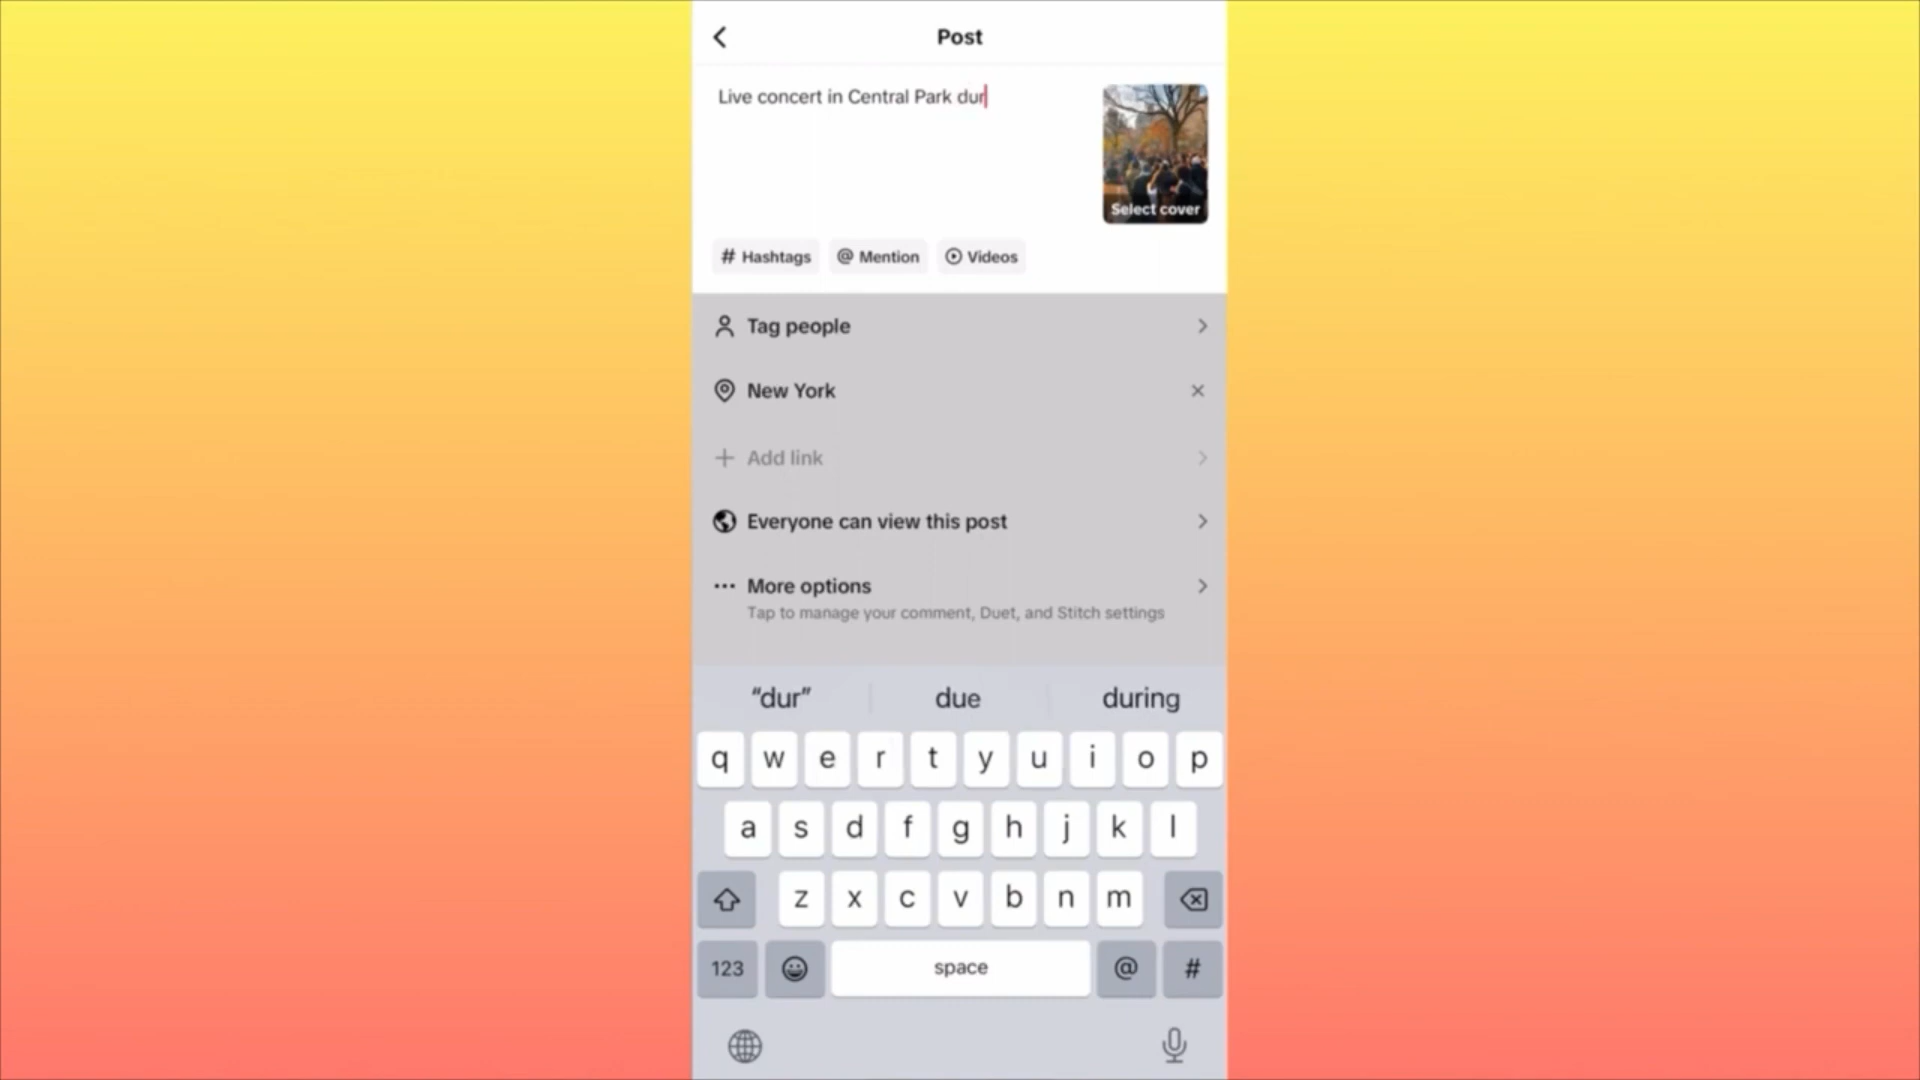 Post
Live concert in Central Park dur
Select cover
# Hashtags @ Mention Videos
Tag people
New York
Add link
Everyone can view this post
More options
Tap to manage your comment, Duet, and Stitch settings
“dur” due during
q w e r t y u i o p
a s d f g h j k l
z x c v b n m
123 space @ #